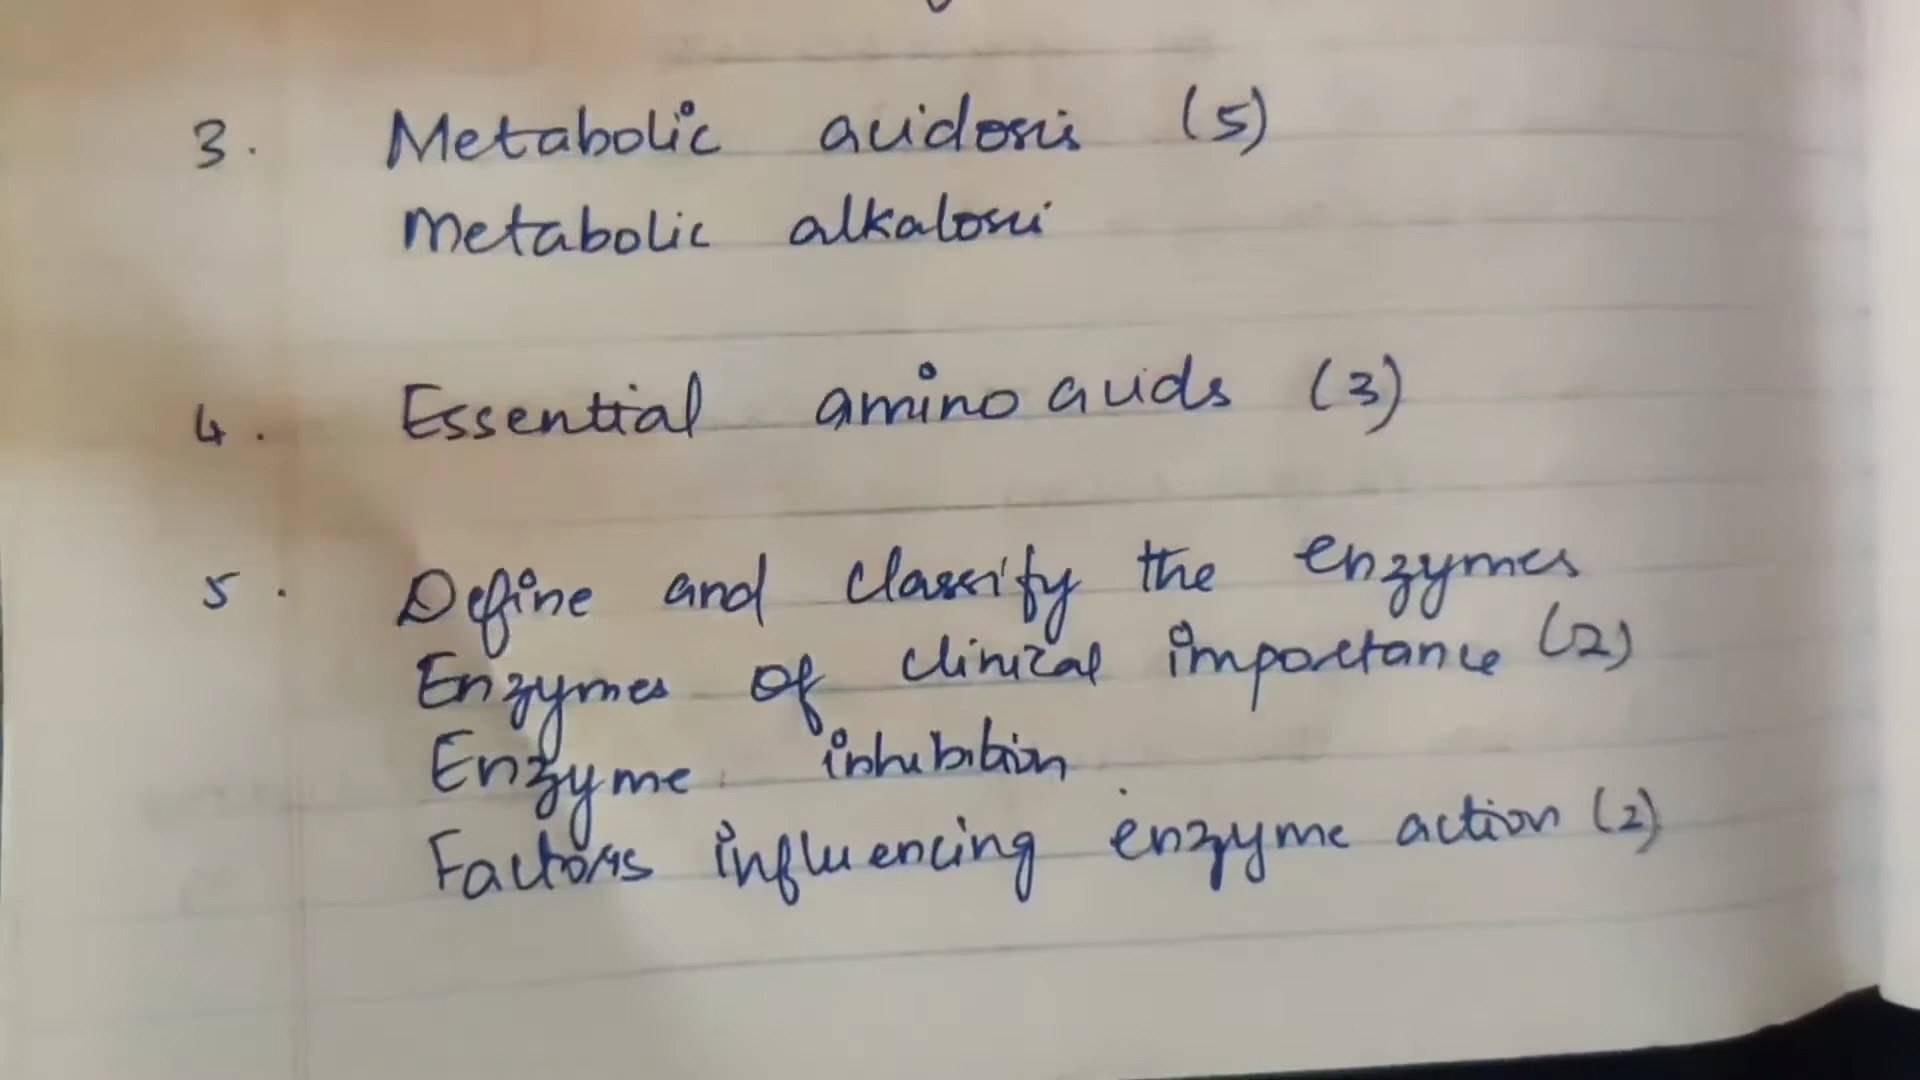 3. Metabolic acidosis (5)
Metabolic alkalosis
4. Essential amino acids (3)
5. Define and classify the enzymes
Enzymes of clinical importance (2)
Enzyme inhibition
Factors influencing enzyme action (2)